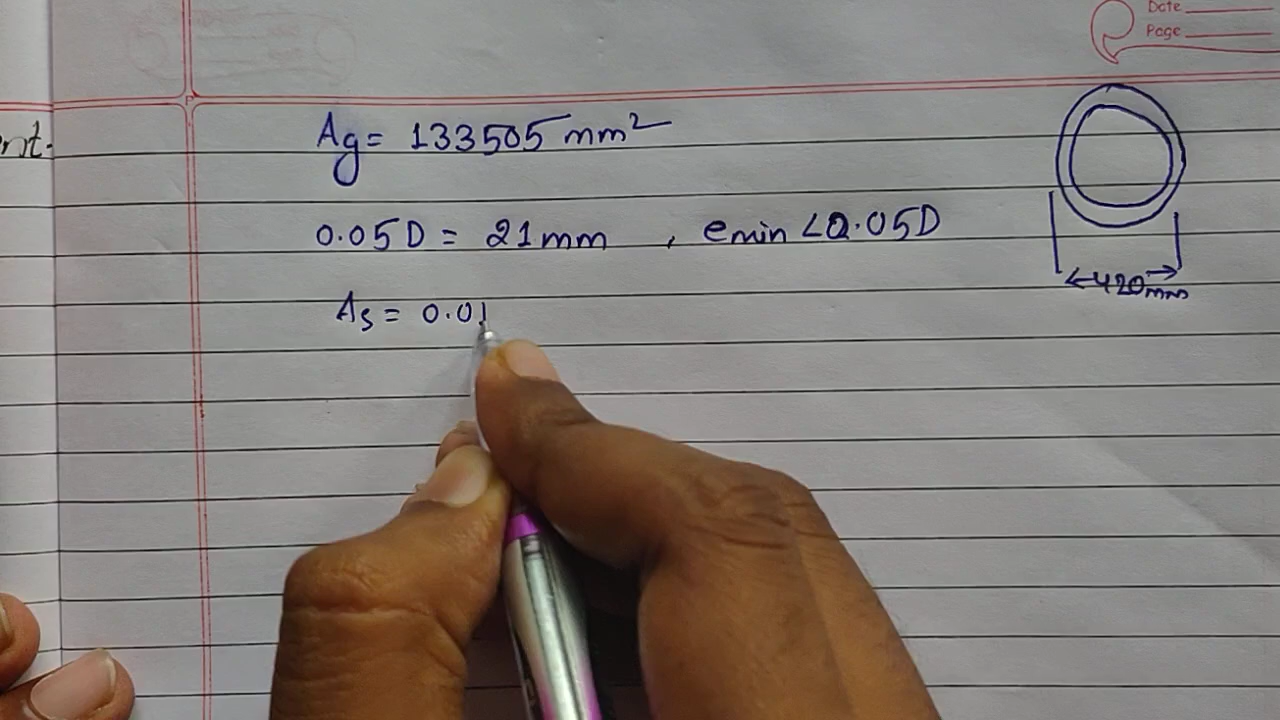 Date
Page
nt.
Ag = 133505 mm²
0.05D = 21mm , emin < 0.05D
420mm
As = 0.01